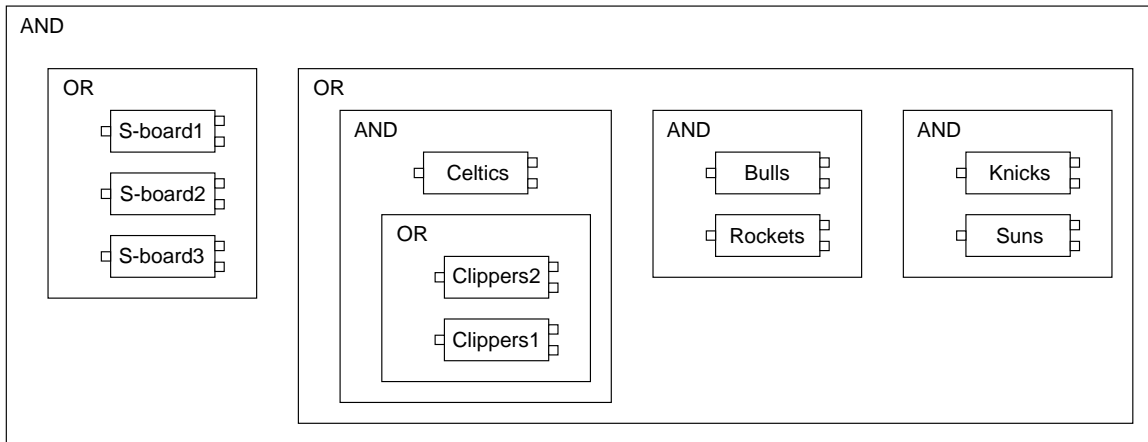 AND
OR
S-board1
S-board2
S-board3
OR
AND
Celtics
OR
Clippers2
Clippers1
AND
Bulls
Rockets
AND
Knicks
Suns